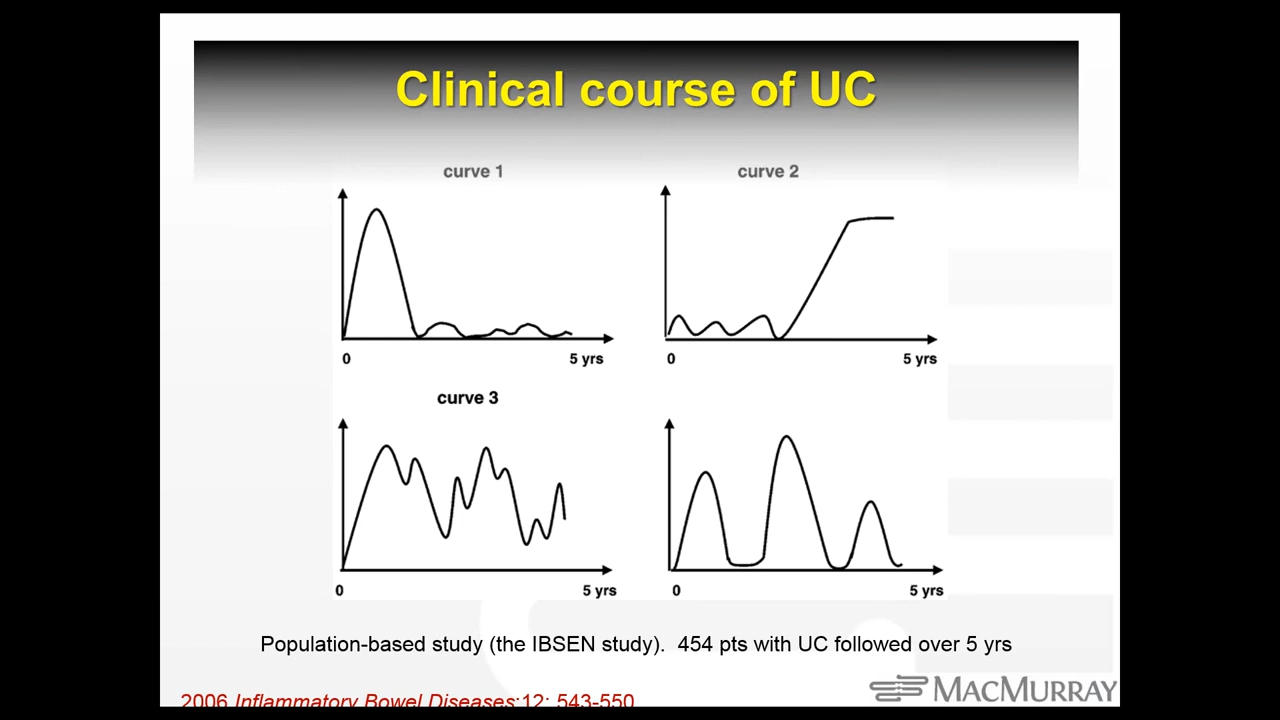 Clinical course of UC
curve 1
curve 2
0
5 yrs
0
5 yrs
curve 3
0
5 yrs
0
5 yrs
Population-based study (the IBSEN study). 454 pts with UC followed over 5 yrs
2006 Inflammatory Bowel Diseases;12: 543-550
MACMURRAY